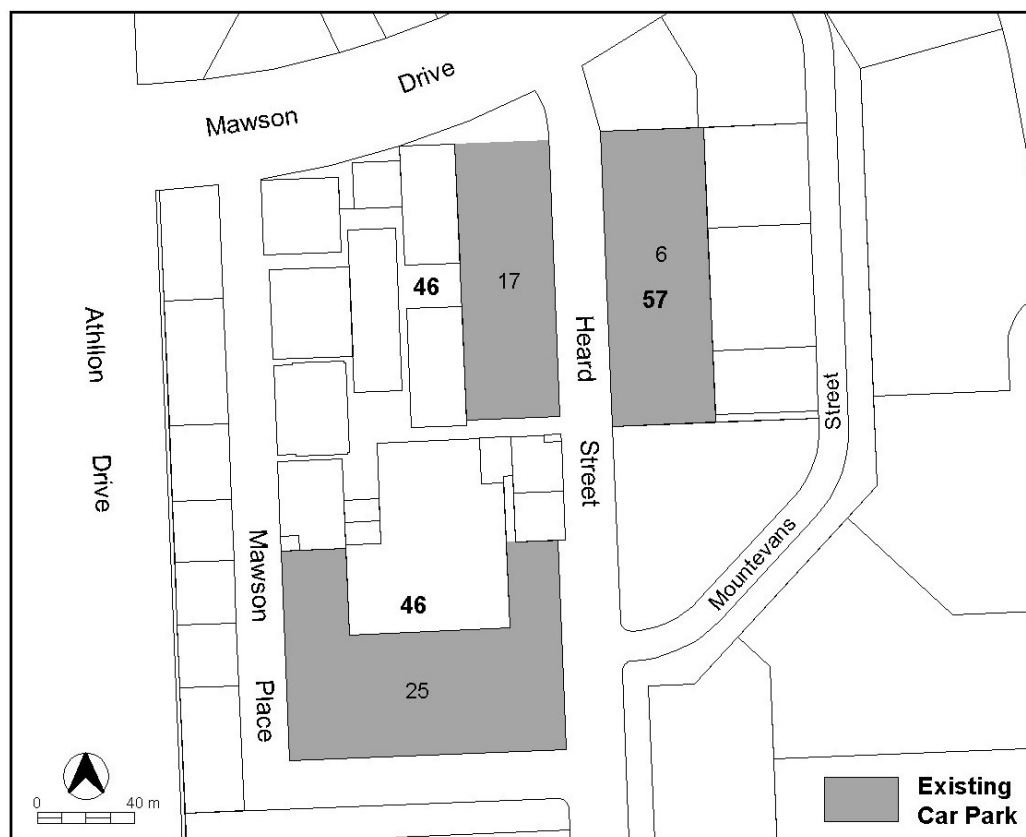 Mawson Drive
46
17
6
57
Athllon Drive
Heard Street
Street
Mawson Place
46
Mountevans
25
0 40 m
Existing
Car Park